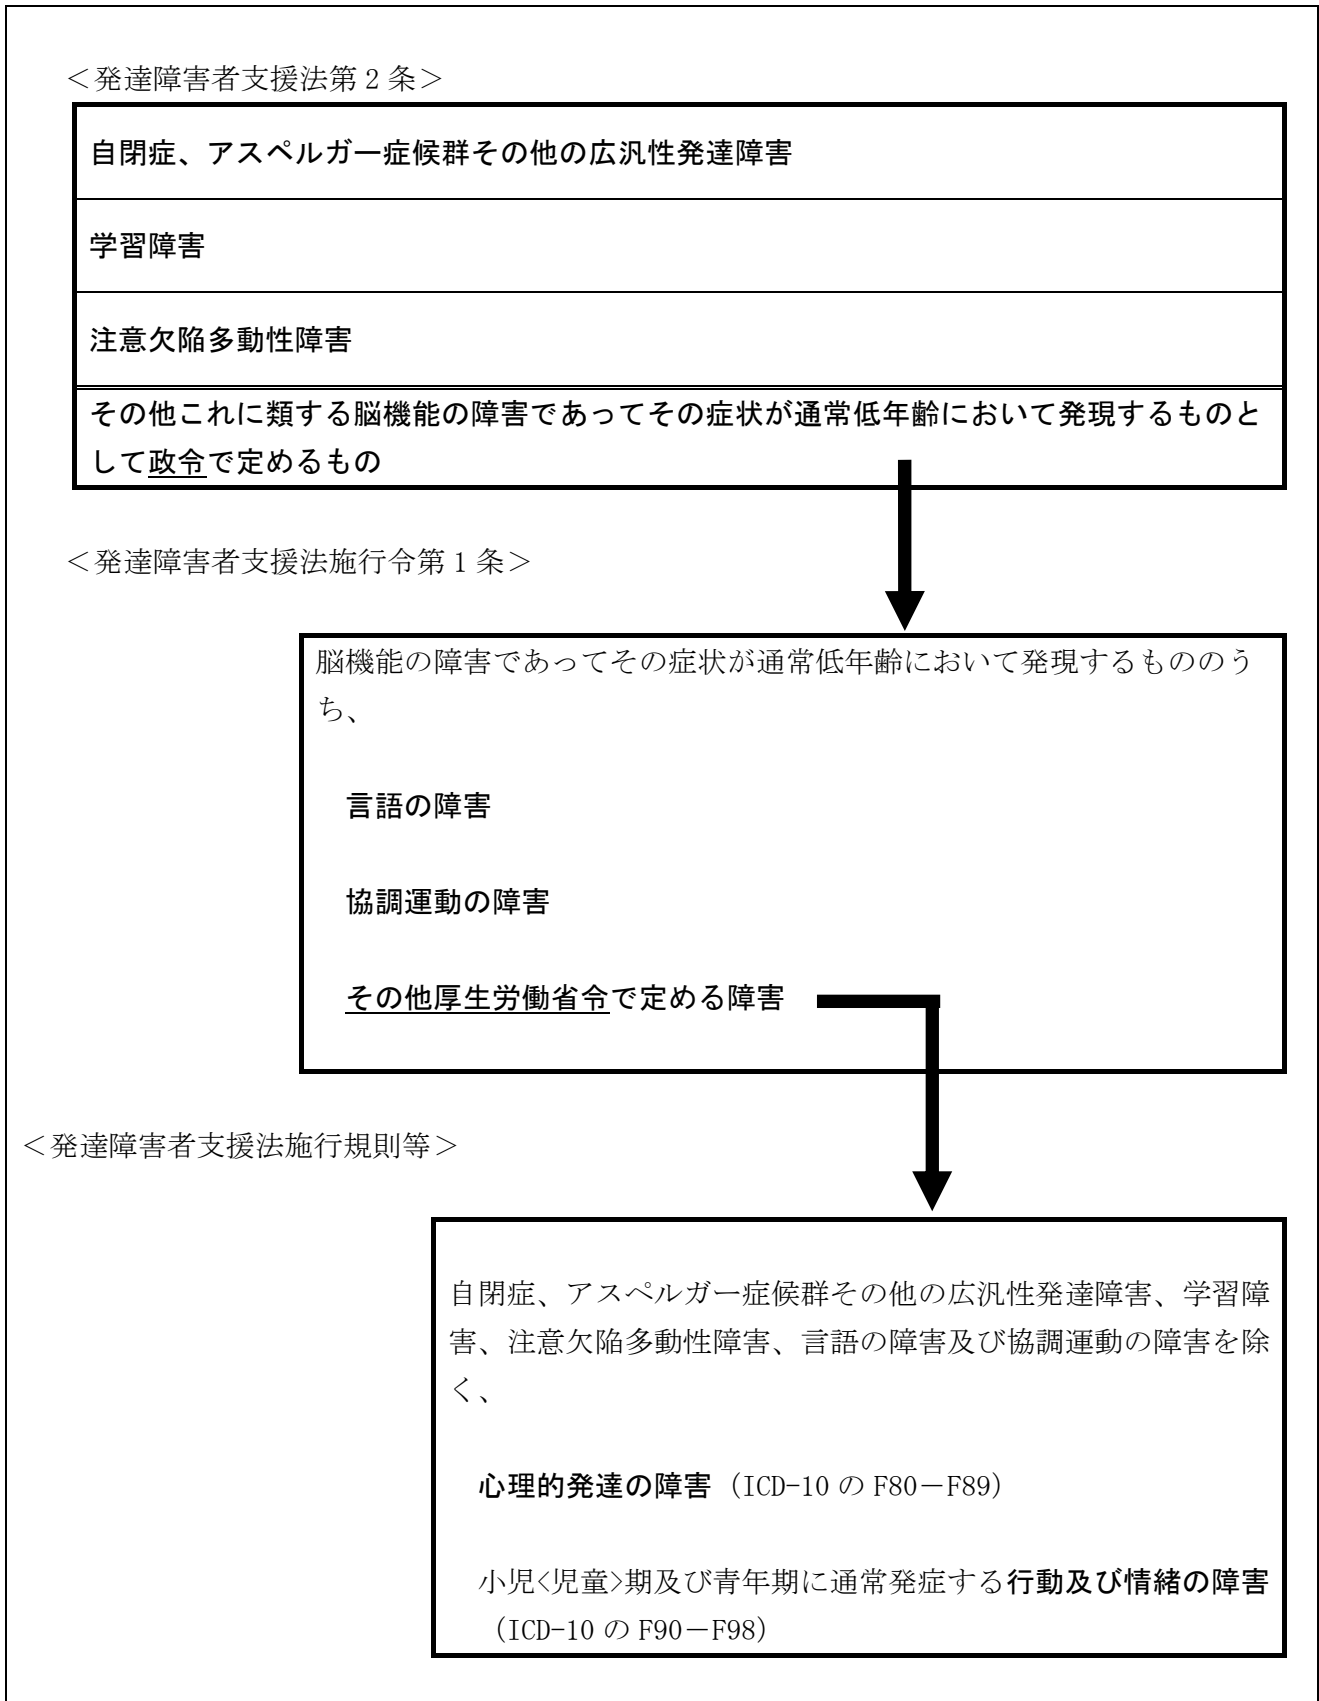 ＜発達障害者支援法第２条＞
自閉症、アスペルガー症候群その他の広汎性発達障害
学習障害
注意欠陥多動性障害
その他これに類する脳機能の障害であってその症状が通常低年齢において発現するものと
して政令で定めるもの
＜発達障害者支援法施行令第１条＞
脳機能の障害であってその症状が通常低年齢において発現するもののう
ち、
言語の障害
協調運動の障害
その他厚生労働省令で定める障害
＜発達障害者支援法施行規則等＞
自閉症、アスペルガー症候群その他の広汎性発達障害、学習障
害、注意欠陥多動性障害、言語の障害及び協調運動の障害を除
く、
心理的発達の障害（ICD-10 の F80－F89）
小児<児童>期及び青年期に通常発症する行動及び情緒の障害
（ICD-10 の F90－F98）